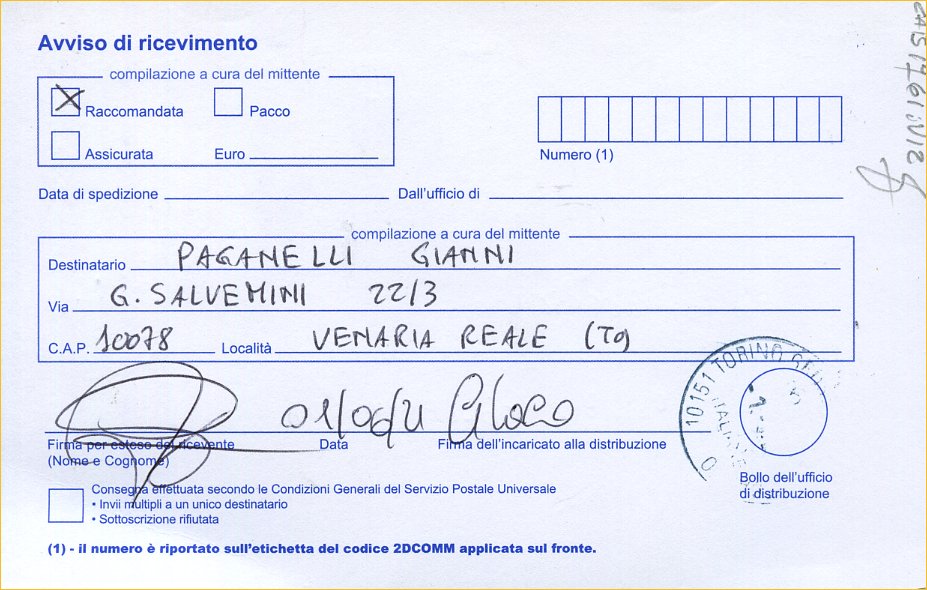 Avviso di ricevimento
compilazione a cura del mittente
Raccomandata Pacco
Assicurata Euro
Numero (1)
Data di spedizione Dall'ufficio di
compilazione a cura del mittente
Destinatario PAGANELLI GIANNI
Via G. SALVEMINI 22/3
C.A.P. 10078 Località VENARIA REALE (TO)
Firma per esteso del ricevente Data Firma dell'incaricato alla distribuzione
(Nome e Cognome)
10151 TORINO
Bollo dell'ufficio
di distribuzione
Consegna effettuata secondo le Condizioni Generali del Servizio Postale Universale
• Invii multipli a un unico destinatario
• Sottoscrizione rifiutata
(1) - il numero è riportato sull'etichetta del codice 2DCOMM applicata sul fronte.